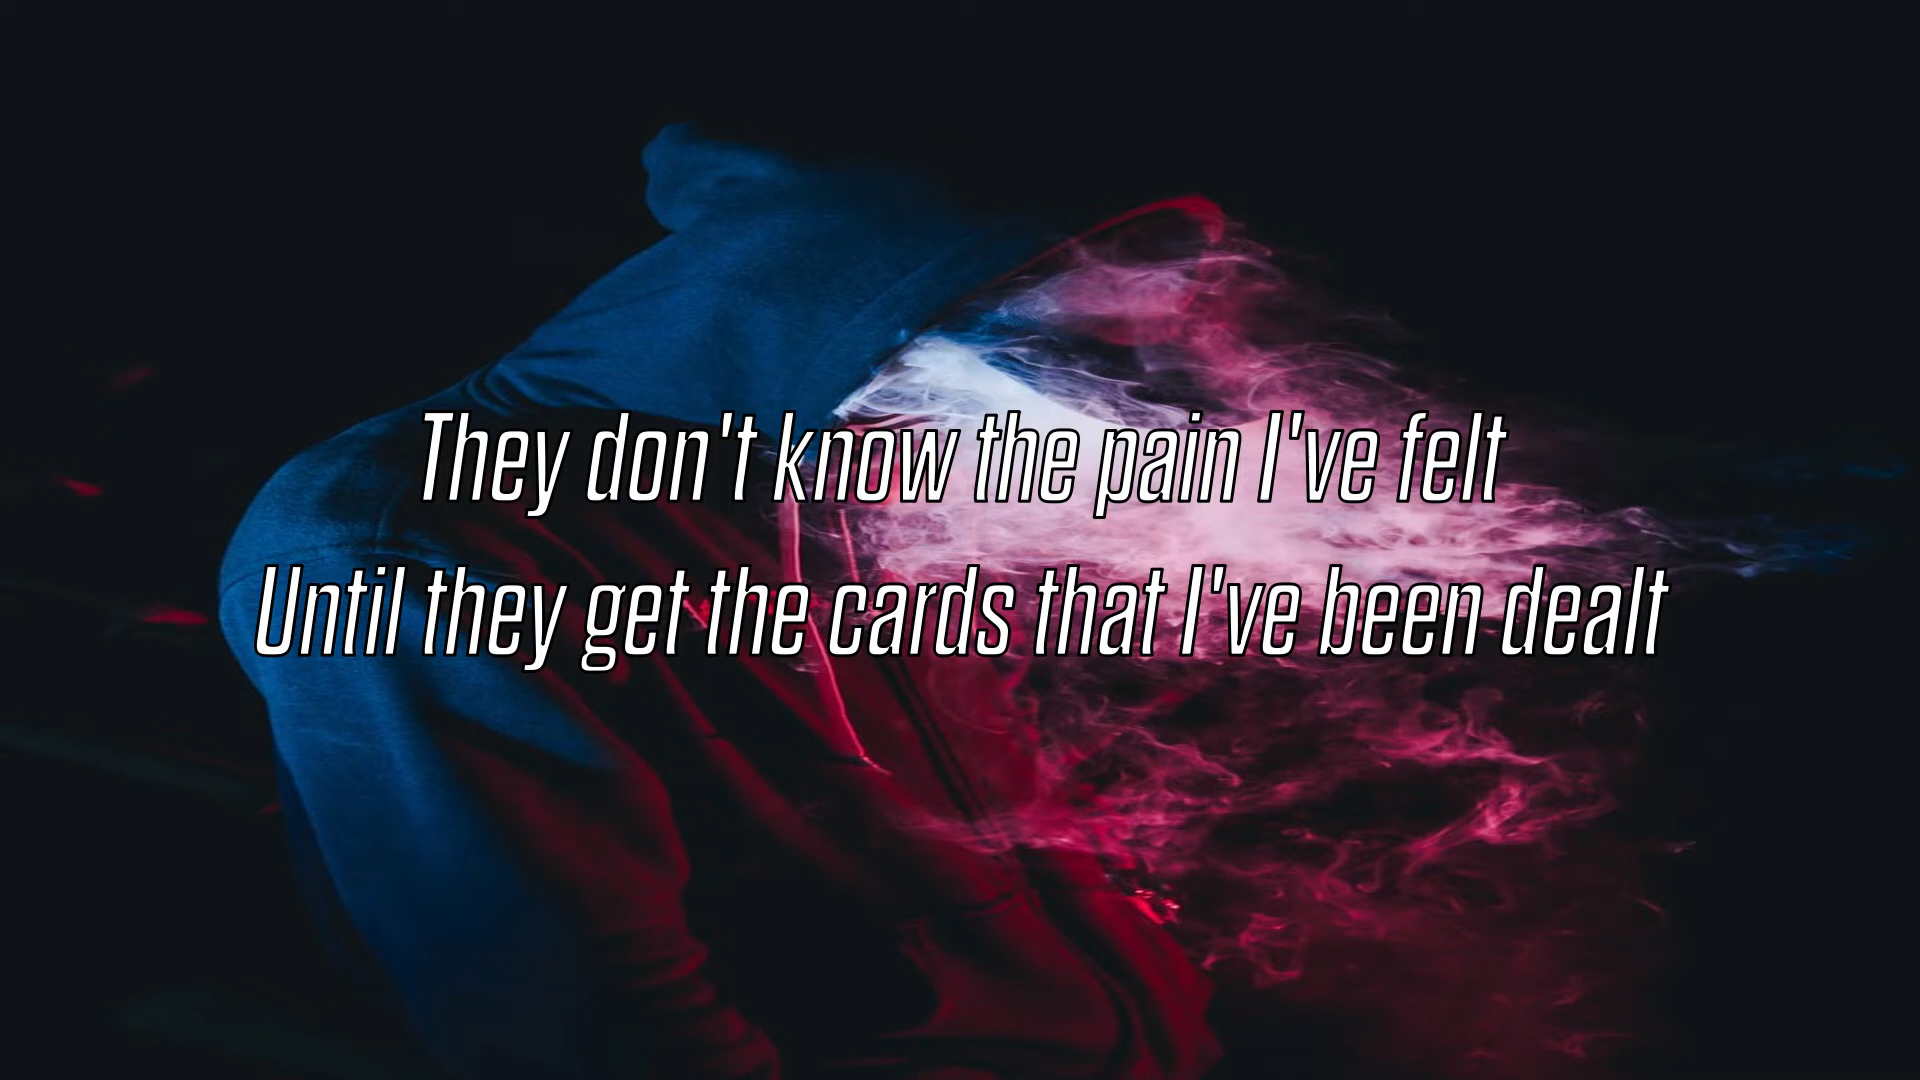 They don't know the pain I've felt
Until they get the cards that I've been dealt